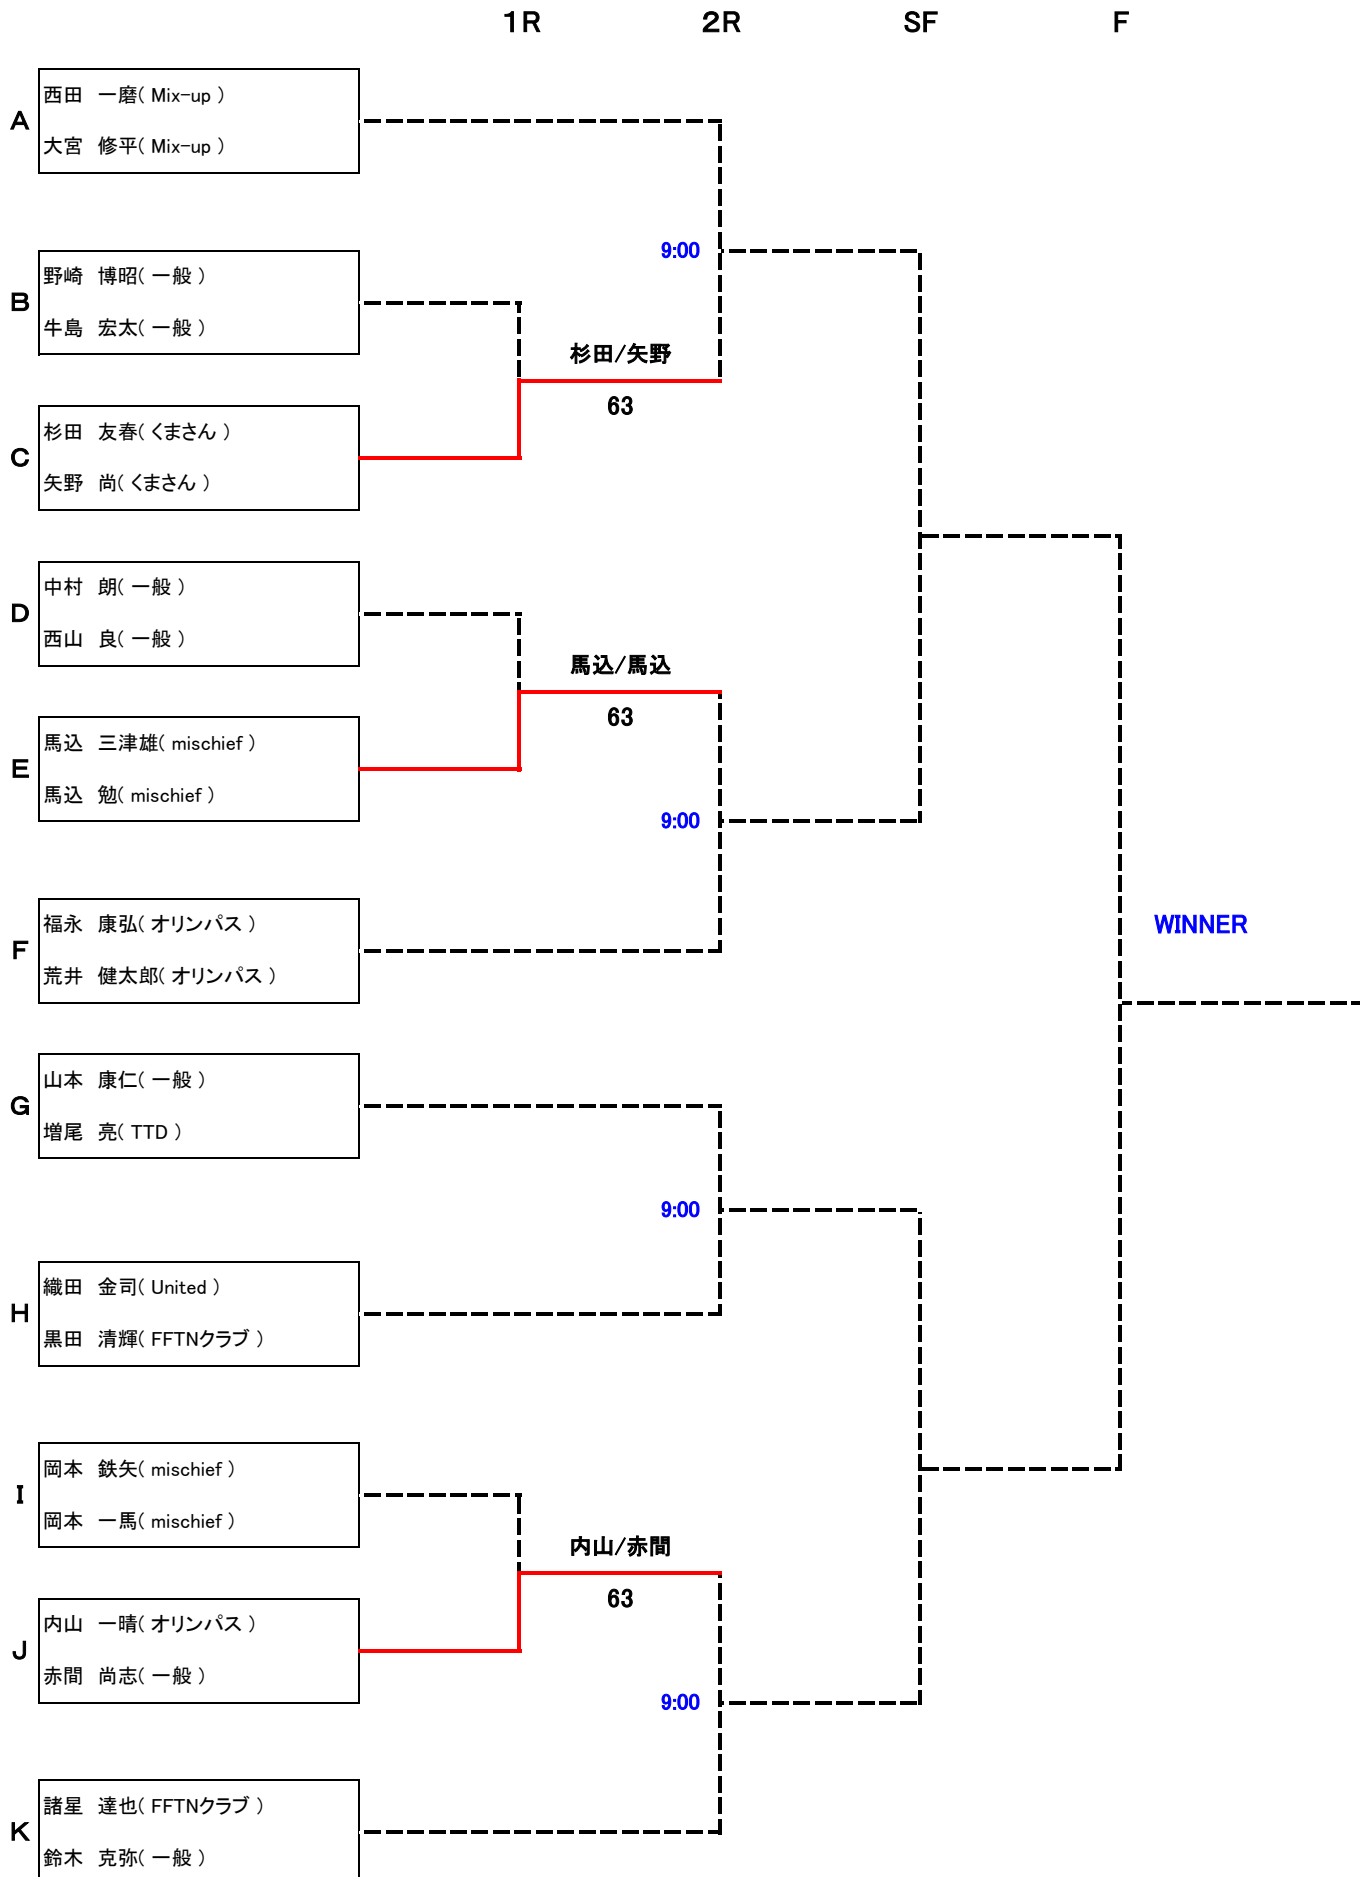 1R 2R SF F
西田　一磨( Mix-up )
A
大宮　修平( Mix-up )
9:00
野崎　博昭( 一般 )
B
牛島　宏太( 一般 )
杉田/矢野
63
杉田　友春( くまさん )
C
矢野　尚( くまさん )
中村　朗( 一般 )
D
西山　良( 一般 )
馬込/馬込
63
馬込　三津雄( mischief )
E
馬込　勉( mischief )
9:00
福永　康弘( オリンパス )
WINNER
F
荒井　健太郎( オリンパス )
山本　康仁( 一般 )
G
増尾　亮( TTD )
9:00
織田　金司( United )
H
黒田　清輝( FFTNクラブ )
岡本　鉄矢( mischief )
I
岡本　一馬( mischief )
内山/赤間
63
内山　一晴( オリンパス )
J
赤間　尚志( 一般 )
9:00
諸星　達也( FFTNクラブ )
K
鈴木　克弥( 一般 )